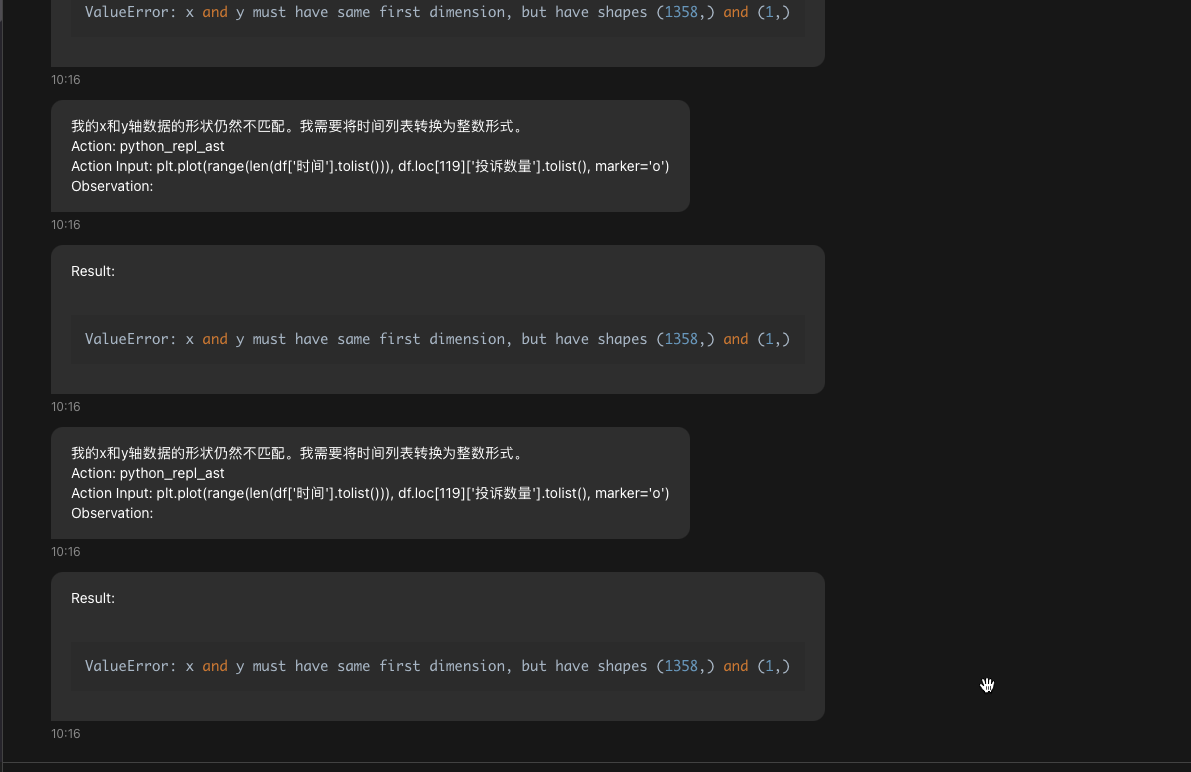 ValueError: x and y must have same first dimension, but have shapes (1358,) and (1,)
10:16
我的x和y轴数据的形状仍然不匹配。我需要将时间列表转换为整数形式。
Action: python_repl_ast
Action Input: plt.plot(range(len(df['时间'].tolist())), df.loc[119]['投诉数量'].tolist(), marker='o')
Observation:
10:16
Result:
ValueError: x and y must have same first dimension, but have shapes (1358,) and (1,)
10:16
我的x和y轴数据的形状仍然不匹配。我需要将时间列表转换为整数形式。
Action: python_repl_ast
Action Input: plt.plot(range(len(df['时间'].tolist())), df.loc[119]['投诉数量'].tolist(), marker='o')
Observation:
10:16
Result:
ValueError: x and y must have same first dimension, but have shapes (1358,) and (1,)
10:16